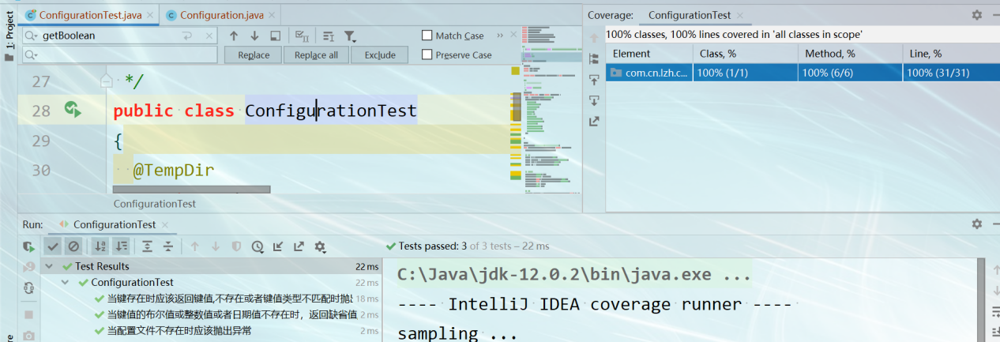 1: Project
ConfigurationTest.java
Configuration.java
getBoolean
Match Case
Replace
Replace all
Exclude
Preserve Case
27 */
28 public class ConfigurationTest
29 {
30 @TempDir
ConfigurationTest
Coverage: ConfigurationTest
100% classes, 100% lines covered in 'all classes in scope'
Element Class, % Method, % Line, %
com.cn.lzh.c... 100% (1/1) 100% (6/6) 100% (31/31)
Run: ConfigurationTest
Tests passed: 3 of 3 tests – 22 ms
Test Results 22 ms
ConfigurationTest 22 ms
当键存在时应该返回键值,不存在或者键值类型不匹配时抛 18 ms
当键值的布尔值或整数值或者日期值不存在时，返回缺省值 2 ms
当配置文件不存在时应该抛出异常 2 ms
C:\Java\jdk-12.0.2\bin\java.exe ...
---- IntelliJ IDEA coverage runner ----
sampling ...